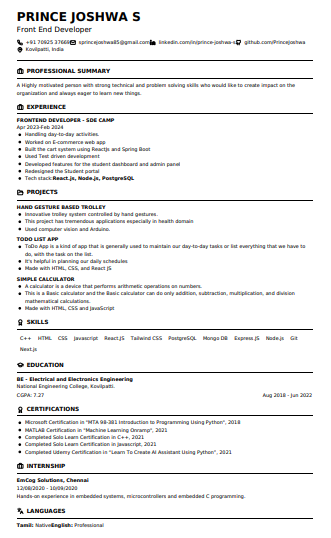 PRINCE JOSHWA S
Front End Developer
+91 70925 37668 sprincejoshwa85@gmail.com linkedin.com/in/prince-joshwa-s github.com/PrinceJoshwa
Kovilpatti, India
PROFESSIONAL SUMMARY
A Highly motivated person with strong technical and problem solving skills who would like to create impact on the
organization and always eager to learn new things.
EXPERIENCE
FRONTEND DEVELOPER - SDE CAMP
Apr 2023-Feb 2024
• Handling day-to-day activities.
• Worked on E-commerce web app
• Built the cart system using ReactJs and Spring Boot
• Used Test driven development
• Developed features for the student dashboard and admin panel
• Redesigned the Student portal
• Tech stack:React.js, Node.js, PostgreSQL
PROJECTS
HAND GESTURE BASED TROLLEY
• Innovative trolley system controlled by hand gestures.
• This project has tremendous applications especially in health domain
• Used computer vision and Arduino.
TODO LIST APP
• ToDo App is a kind of app that is generally used to maintain our day-to-day tasks or list everything that we have to
do, with the task on the list.
• It's helpful in planning our daily schedules
• Made with HTML, CSS, and React JS
SIMPLE CALCULATOR
• A calculator is a device that performs arithmetic operations on numbers.
• This is a Basic calculator and the Basic calculator can do only addition, subtraction, multiplication, and division
mathematical calculations.
• Made with HTML, CSS and JavaScript
SKILLS
C++ HTML CSS Javascript React.JS Tailwind CSS PostgreSQL Mongo DB Express JS Node.js Git
Next.js
EDUCATION
BE - Electrical and Electronics Engineering
National Engineering College, Kovilpatti.
CGPA: 7.27 Aug 2018 - Jun 2022
CERTIFICATIONS
• Microsoft Certification in "MTA 98-381 Introduction to Programming Using Python", 2018
• MATLAB Certification in "Machine Learning Onramp", 2021
• Completed Solo Learn Certification in C++, 2021
• Completed Solo Learn Certification in Javascript, 2021
• Completed Udemy Certification in "Learn To Create AI Assistant Using Python", 2021
INTERNSHIP
EmCog Solutions, Chennai
12/08/2020 - 10/09/2020
Hands-on experience in embedded systems, microcontrollers and embedded C programming.
LANGUAGES
Tamil: NativeEnglish: Professional